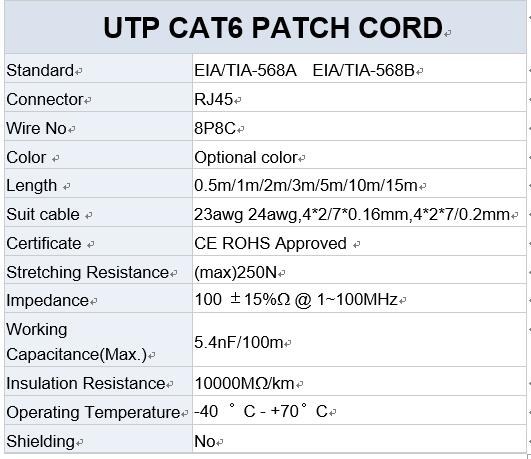 UTP CAT6 PATCH CORD
Standard EIA/TIA-568A EIA/TIA-568B
Connector RJ45
Wire No 8P8C
Color Optional color
Length 0.5m/1m/2m/3m/5m/10m/15m
Suit cable 23awg 24awg,4*2/7*0.16mm,4*2*7/0.2mm
Certificate CE ROHS Approved
Stretching Resistance (max)250N
Impedance 100 ±15%Ω @ 1~100MHz
Working
Capacitance(Max.) 5.4nF/100m
Insulation Resistance 10000MΩ/km
Operating Temperature -40 ° C - +70° C
Shielding No